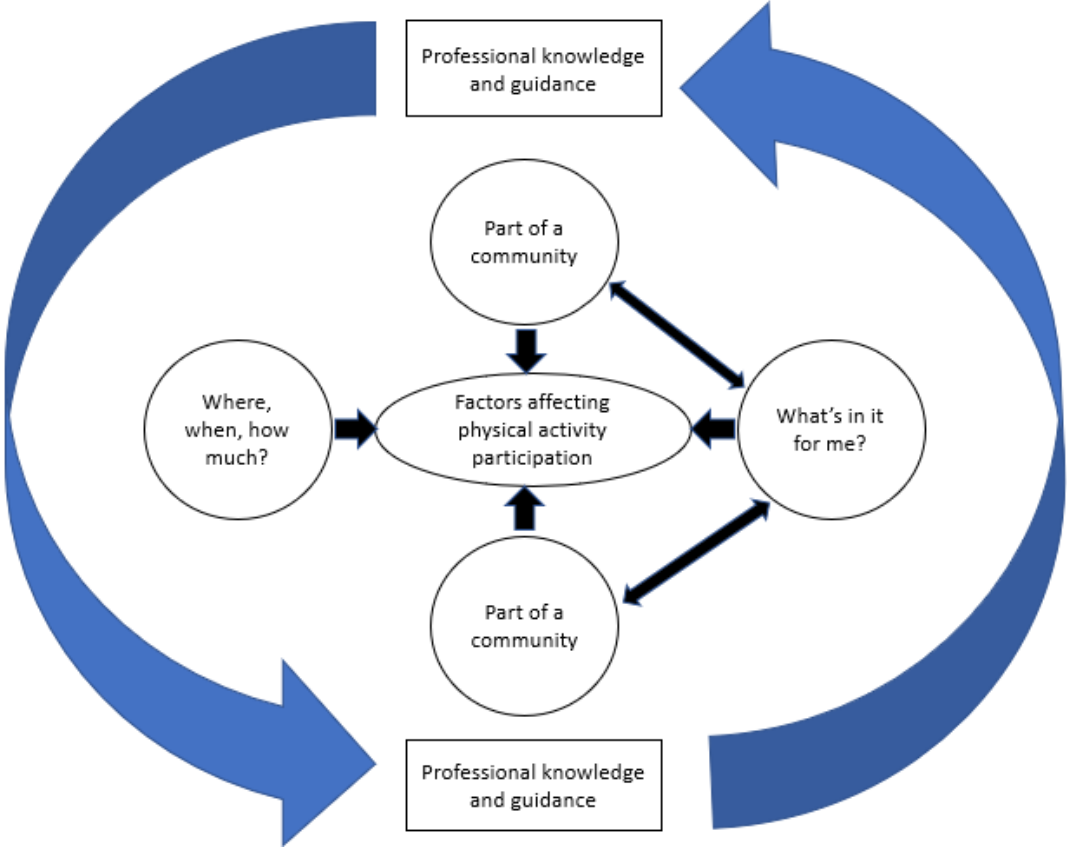 Professional knowledge
and guidance
Part of a
community
Where,
when, how
much?
Factors affecting
physical activity
participation
What’s in it
for me?
Part of a
community
Professional knowledge
and guidance